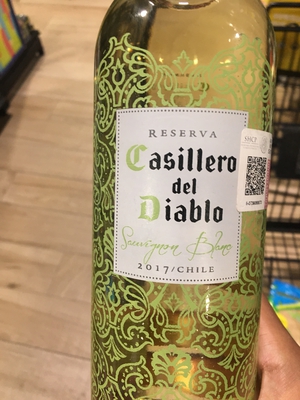 RESERVA
Casillero
del
Diablo
Sauvignon Blanc
2017/CHILE